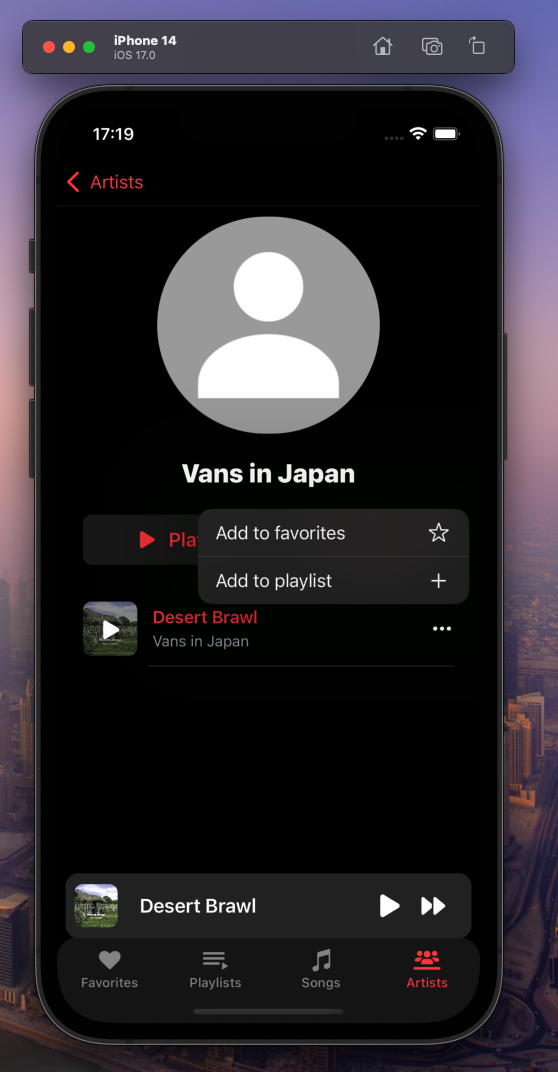 iPhone 14
iOS 17.0
17:19
Artists
Vans in Japan
Pla
Add to favorites
Add to playlist
Desert Brawl
Vans in Japan
Desert Brawl
Favorites
Playlists
Songs
Artists